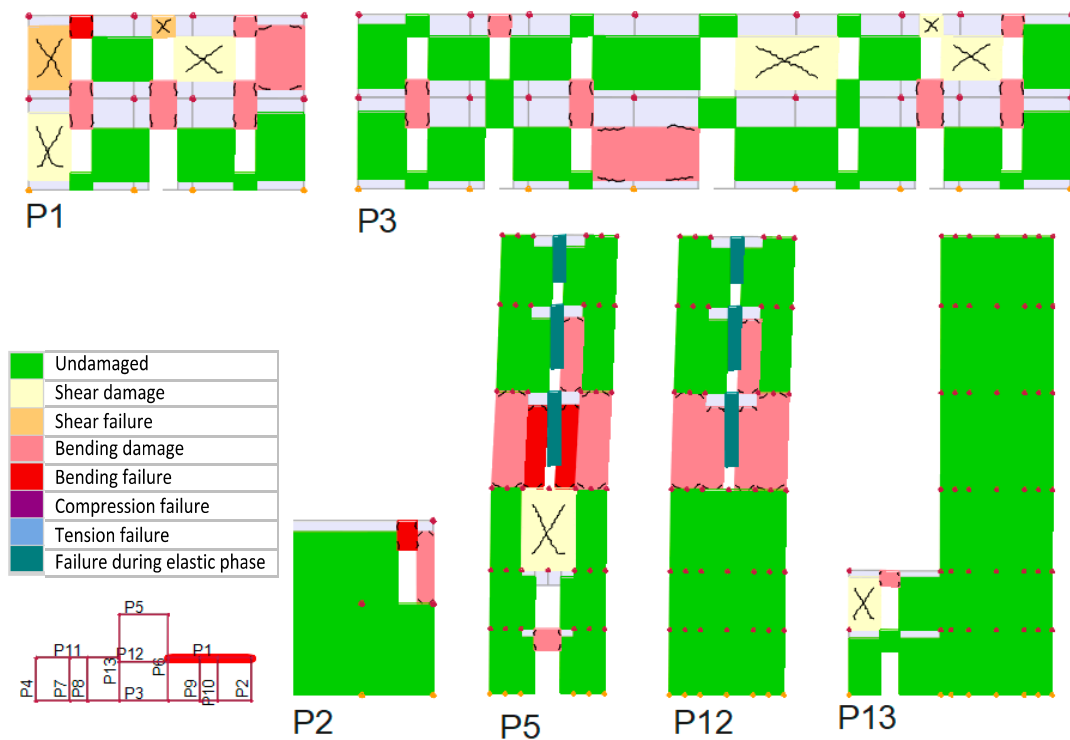 P1
P3
Undamaged
Shear damage
Shear failure
Bending damage
Bending failure
Compression failure
Tension failure
Failure during elastic phase
P5
P11
P12
P1
P4
P7
P8
P13
P6
P3
P9
P10
P2
P2
P5
P12
P13